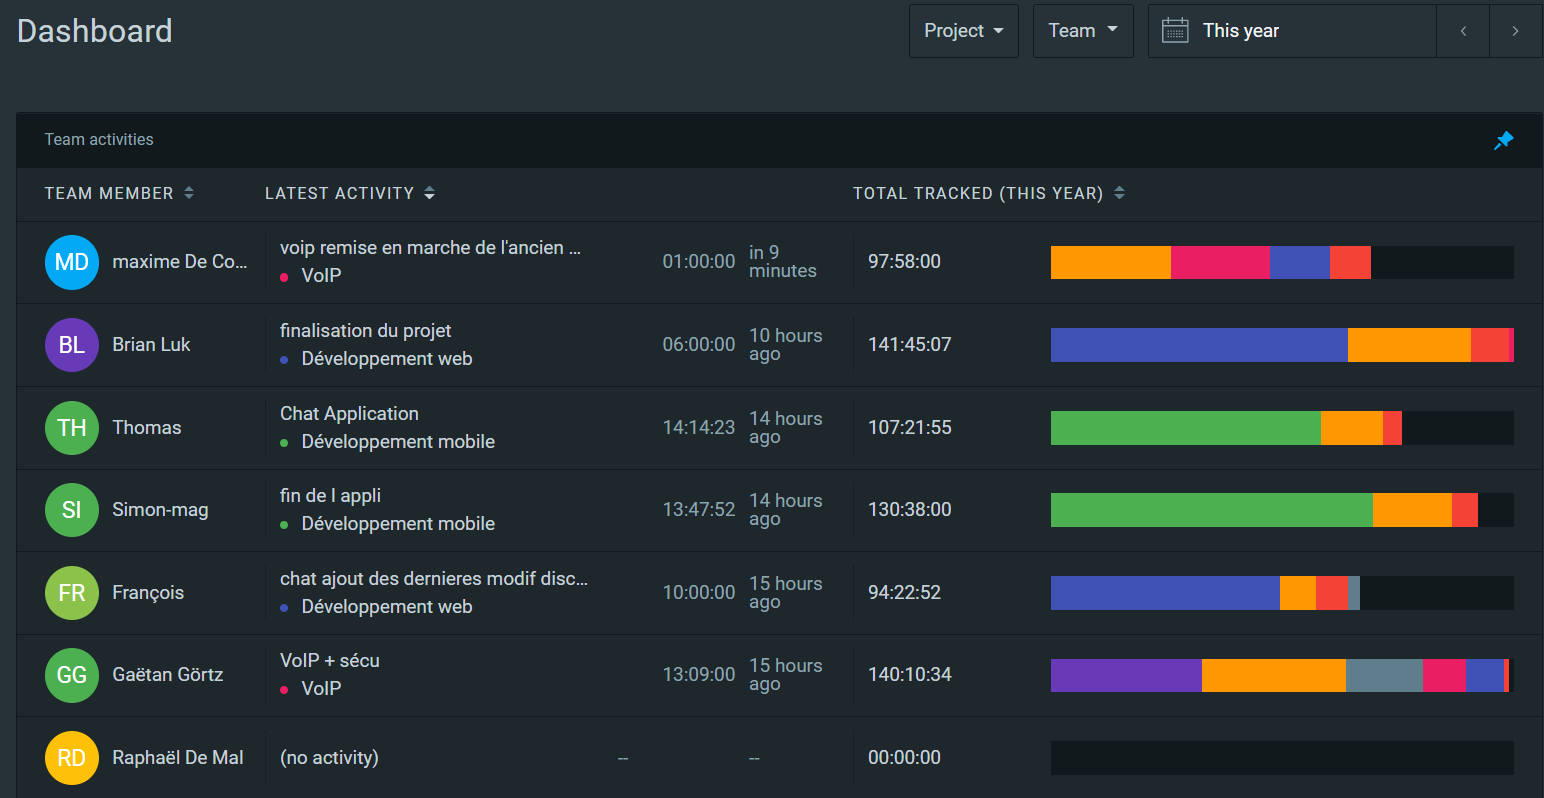 Dashboard
Project
Team
This year
Team activities
TEAM MEMBER
LATEST ACTIVITY
TOTAL TRACKED (THIS YEAR)
MD
maxime De Co...
voip remise en marche de l'ancien ...
VoIP
01:00:00
in 9
minutes
97:58:00
BL
Brian Luk
finalisation du projet
Développement web
06:00:00
10 hours
ago
141:45:07
TH
Thomas
Chat Application
Développement mobile
14:14:23
14 hours
ago
107:21:55
SI
Simon-mag
fin de l appli
Développement mobile
13:47:52
14 hours
ago
130:38:00
FR
François
chat ajout des dernieres modif disc...
Développement web
10:00:00
15 hours
ago
94:22:52
GG
Gaëtan Görtz
VoIP + sécu
VoIP
13:09:00
15 hours
ago
140:10:34
RD
Raphaël De Mal
(no activity)
--
--
00:00:00